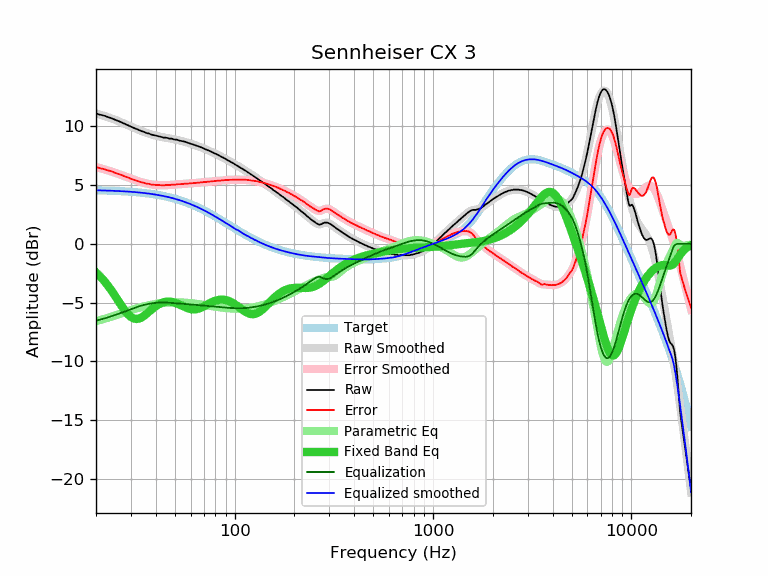 Sennheiser CX 3
Amplitude (dBr)
10
5
0
−5
−10
−15
−20
Target
Raw Smoothed
Error Smoothed
Raw
Error
Parametric Eq
Fixed Band Eq
Equalization
Equalized smoothed
100 1000 10000
Frequency (Hz)